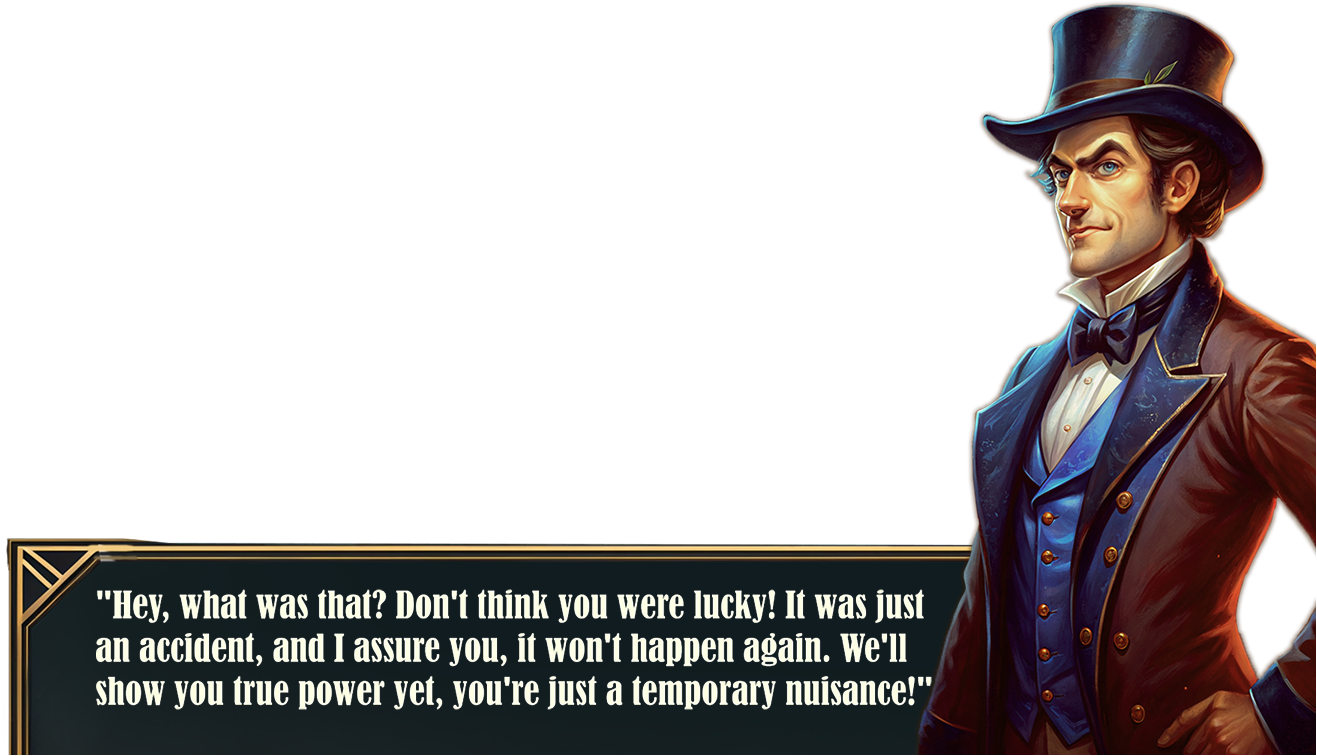 "Hey, what was that? Don't think you were lucky! It was just
an accident, and I assure you, it won't happen again. We'll
show you true power yet, you're just a temporary nuisance!"